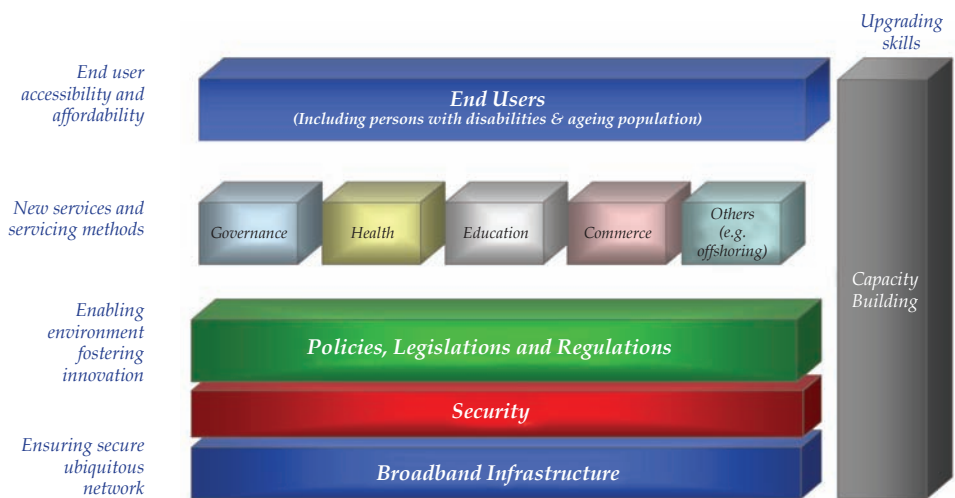 Upgrading
skills
End user
accessibility and
affordability
End Users
(Including persons with disabilities & ageing population)
New services and
servicing methods
Governance
Health
Education
Commerce
Others
(e.g.
offshoring)
Capacity
Building
Enabling
environment
fostering
innovation
Policies, Legislations and Regulations
Security
Ensuring secure
ubiquitous
network
Broadband Infrastructure